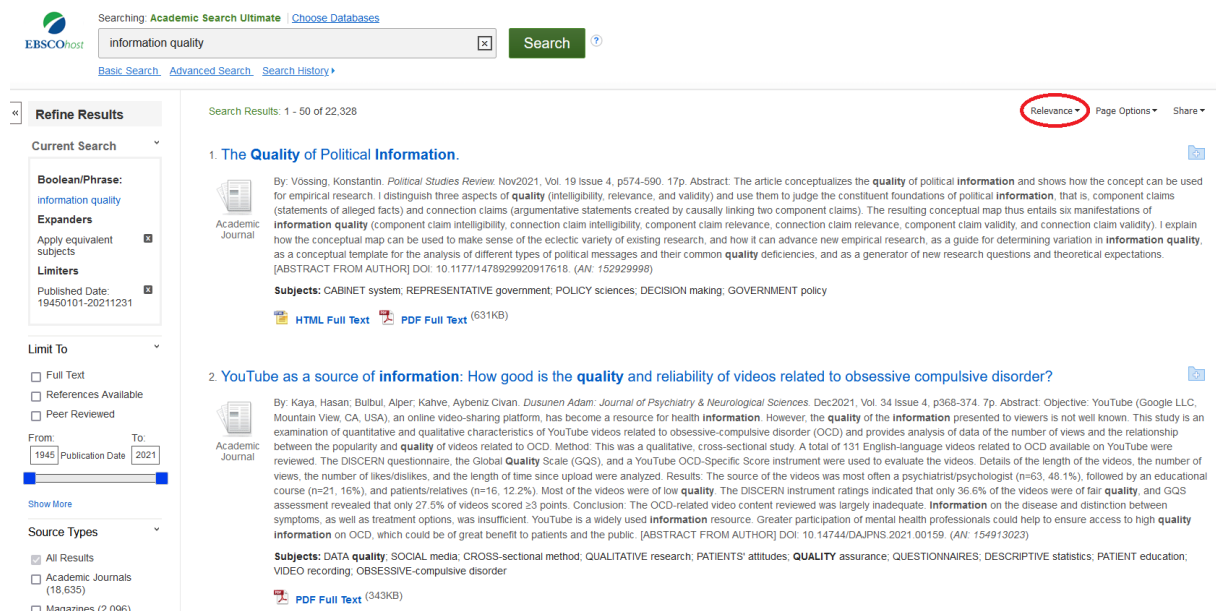 Searching: Academic Search Ultimate | Choose Databases
EBSCOhost
information quality
Search
?
Basic Search Advanced Search Search History
«
Refine Results
Search Results: 1 - 50 of 22,328
Relevance
Page Options
Share
Current Search
Boolean/Phrase:
information quality
Expanders
Apply equivalent
subjects
Limiters
Published Date:
19450101-20211231
Limit To
Full Text
References Available
Peer Reviewed
From:
To:
1945 Publication Date 2021
Show More
Source Types
All Results
Academic Journals
(18,635)
Magazines (2,096)
1. The Quality of Political Information.
Academic
Journal
By: Vössing, Konstantin. Political Studies Review. Nov2021, Vol. 19 Issue 4, p574-590. 17p. Abstract: The article conceptualizes the quality of political information and shows how the concept can be used
for empirical research. I distinguish three aspects of quality (intelligibility, relevance, and validity) and use them to judge the constituent foundations of political information, that is, component claims
(statements of alleged facts) and connection claims (argumentative statements created by causally linking two component claims). The resulting conceptual map thus entails six manifestations of
information quality (component claim intelligibility, connection claim intelligibility, component claim relevance, connection claim relevance, component claim validity, and connection claim validity). I explain
how the conceptual map can be used to make sense of the eclectic variety of existing research, and how it can advance new empirical research, as a guide for determining variation in information quality,
as a conceptual template for the analysis of different types of political messages and their common quality deficiencies, and as a generator of new research questions and theoretical expectations.
[ABSTRACT FROM AUTHOR] DOI: 10.1177/1478929920917618. (AN: 152929998)
Subjects: CABINET system; REPRESENTATIVE government; POLICY sciences; DECISION making; GOVERNMENT policy
HTML Full Text PDF Full Text (631KB)
2. YouTube as a source of information: How good is the quality and reliability of videos related to obsessive compulsive disorder?
Academic
Journal
By: Kaya, Hasan; Bulbul, Alper; Kahve, Aybeniz Civan. Dusunen Adam: Journal of Psychiatry & Neurological Sciences. Dec2021, Vol. 34 Issue 4, p368-374. 7p. Abstract: Objective: YouTube (Google LLC,
Mountain View, CA, USA), an online video-sharing platform, has become a resource for health information. However, the quality of the information presented to viewers is not well known. This study is an
examination of quantitative and qualitative characteristics of YouTube videos related to obsessive-compulsive disorder (OCD) and provides analysis of data of the number of views and the relationship
between the popularity and quality of videos related to OCD. Method: This was a qualitative, cross-sectional study. A total of 131 English-language videos related to OCD available on YouTube were
reviewed. The DISCERN questionnaire, the Global Quality Scale (GQS), and a YouTube OCD-Specific Score instrument were used to evaluate the videos. Details of the length of the videos, the number of
views, the number of likes/dislikes, and the length of time since upload were analyzed. Results: The source of the videos was most often a psychiatrist/psychologist (n=63, 48.1%), followed by an educational
course (n=21, 16%), and patients/relatives (n=16, 12.2%). Most of the videos were of low quality. The DISCERN instrument ratings indicated that only 36.6% of the videos were of fair quality, and GQS
assessment revealed that only 27.5% of videos scored ≥3 points. Conclusion: The OCD-related video content reviewed was largely inadequate. Information on the disease and distinction between
symptoms, as well as treatment options, was insufficient. YouTube is a widely used information resource. Greater participation of mental health professionals could help to ensure access to high quality
information on OCD, which could be of great benefit to patients and the public. [ABSTRACT FROM AUTHOR] DOI: 10.14744/DAJPNS.2021.00159. (AN: 154913023)
Subjects: DATA quality; SOCIAL media; CROSS-sectional method; QUALITATIVE research; PATIENTS' attitudes; QUALITY assurance; QUESTIONNAIRES; DESCRIPTIVE statistics; PATIENT education;
VIDEO recording; OBSESSIVE-compulsive disorder
PDF Full Text (343KB)